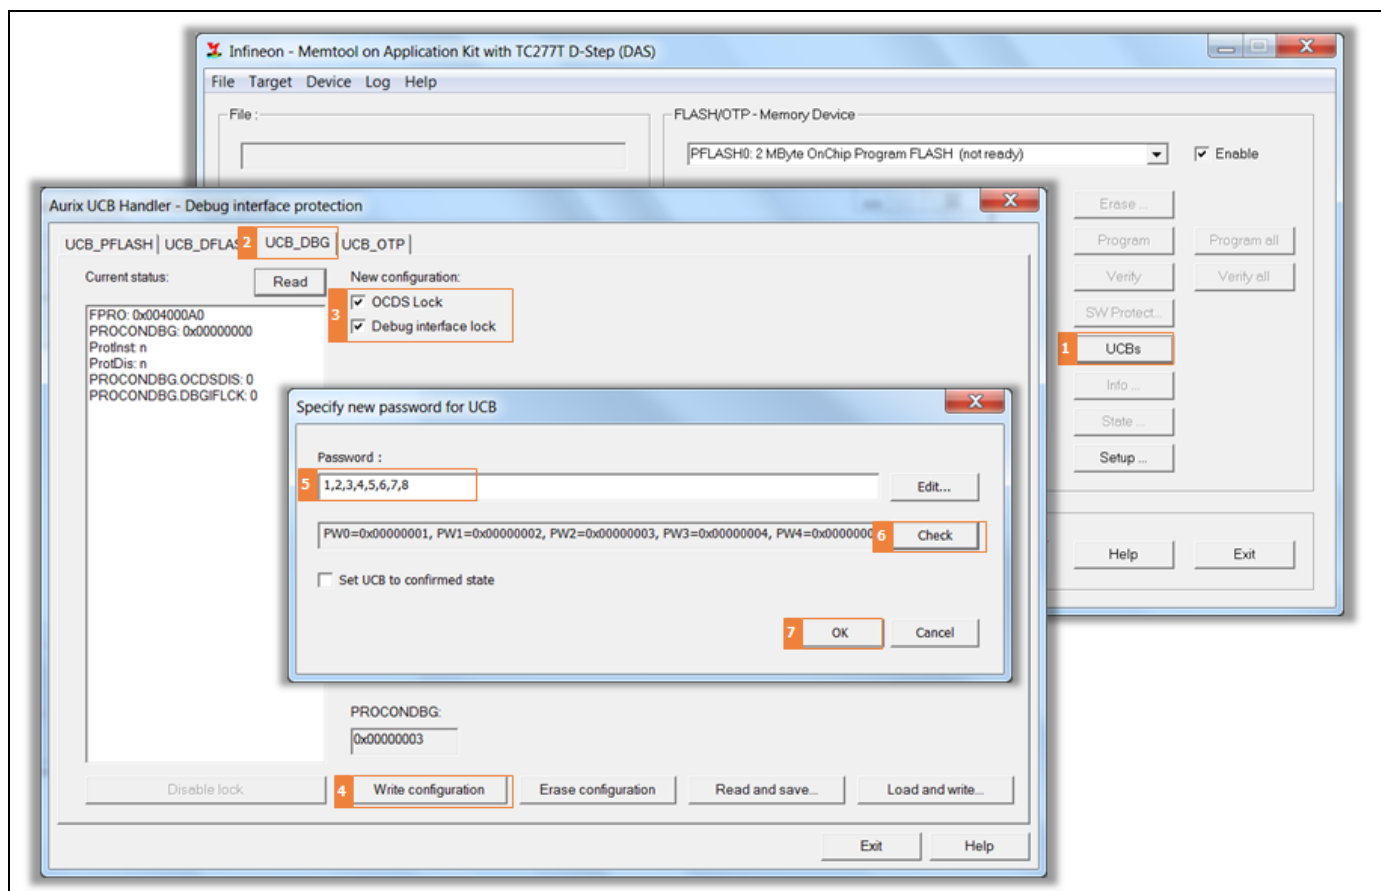 Infineon - Memtool on Application Kit with TC277T D-Step (DAS)
File Target Device Log Help
File :
FLASH/OTP - Memory Device
PFLASH0: 2 MByte OnChip Program FLASH (not ready)
Enable
Aurix UCB Handler - Debug interface protection
Erase ...
UCB_PFLASH UCB_DFLAS 2 UCB_DBG UCB_OTP
Program Program all
Current status: Read New configuration:
Verify Verify all
3 OCDS Lock
Debug interface lock
FPRO: 0x004000A0
PROCONDBG: 0x00000000
ProtInst: n
ProtDis: n
PROCONDBG.OCDSDIS: 0
PROCONDBG.DBGIFLCK: 0
SW Protect...
1 UCBs
Info ...
State ...
Setup ...
Specify new password for UCB
Password :
5 1,2,3,4,5,6,7,8
Edit...
PW0=0x00000001, PW1=0x00000002, PW2=0x00000003, PW3=0x00000004, PW4=0x0000000
6 Check
Help Exit
Set UCB to confirmed state
7 OK Cancel
PROCONDBG:
0x00000003
Disable lock 4 Write configuration Erase configuration Read and save... Load and write...
Exit Help